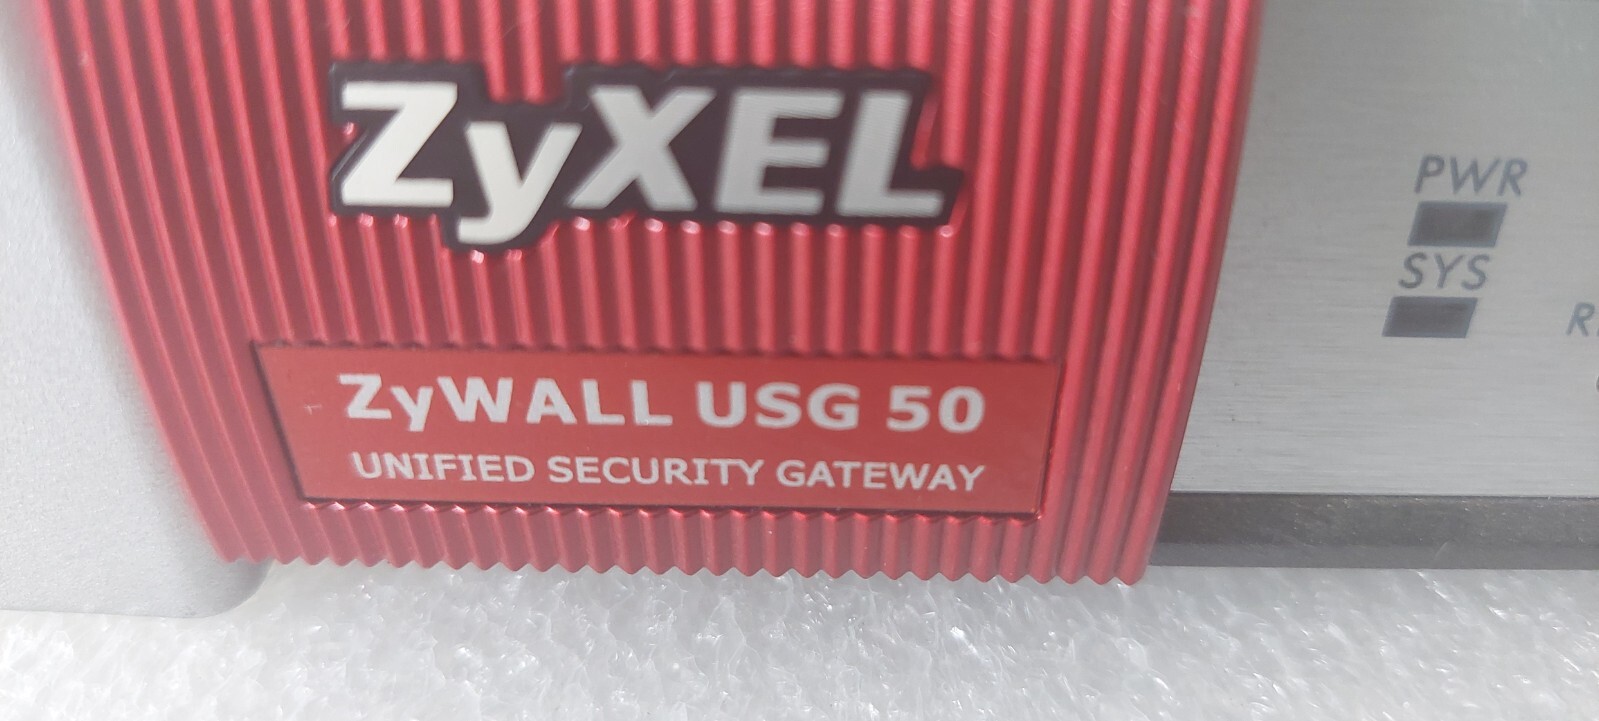 ZyXEL
ZyWALL USG 50
UNIFIED SECURITY GATEWAY
PWR
SYS